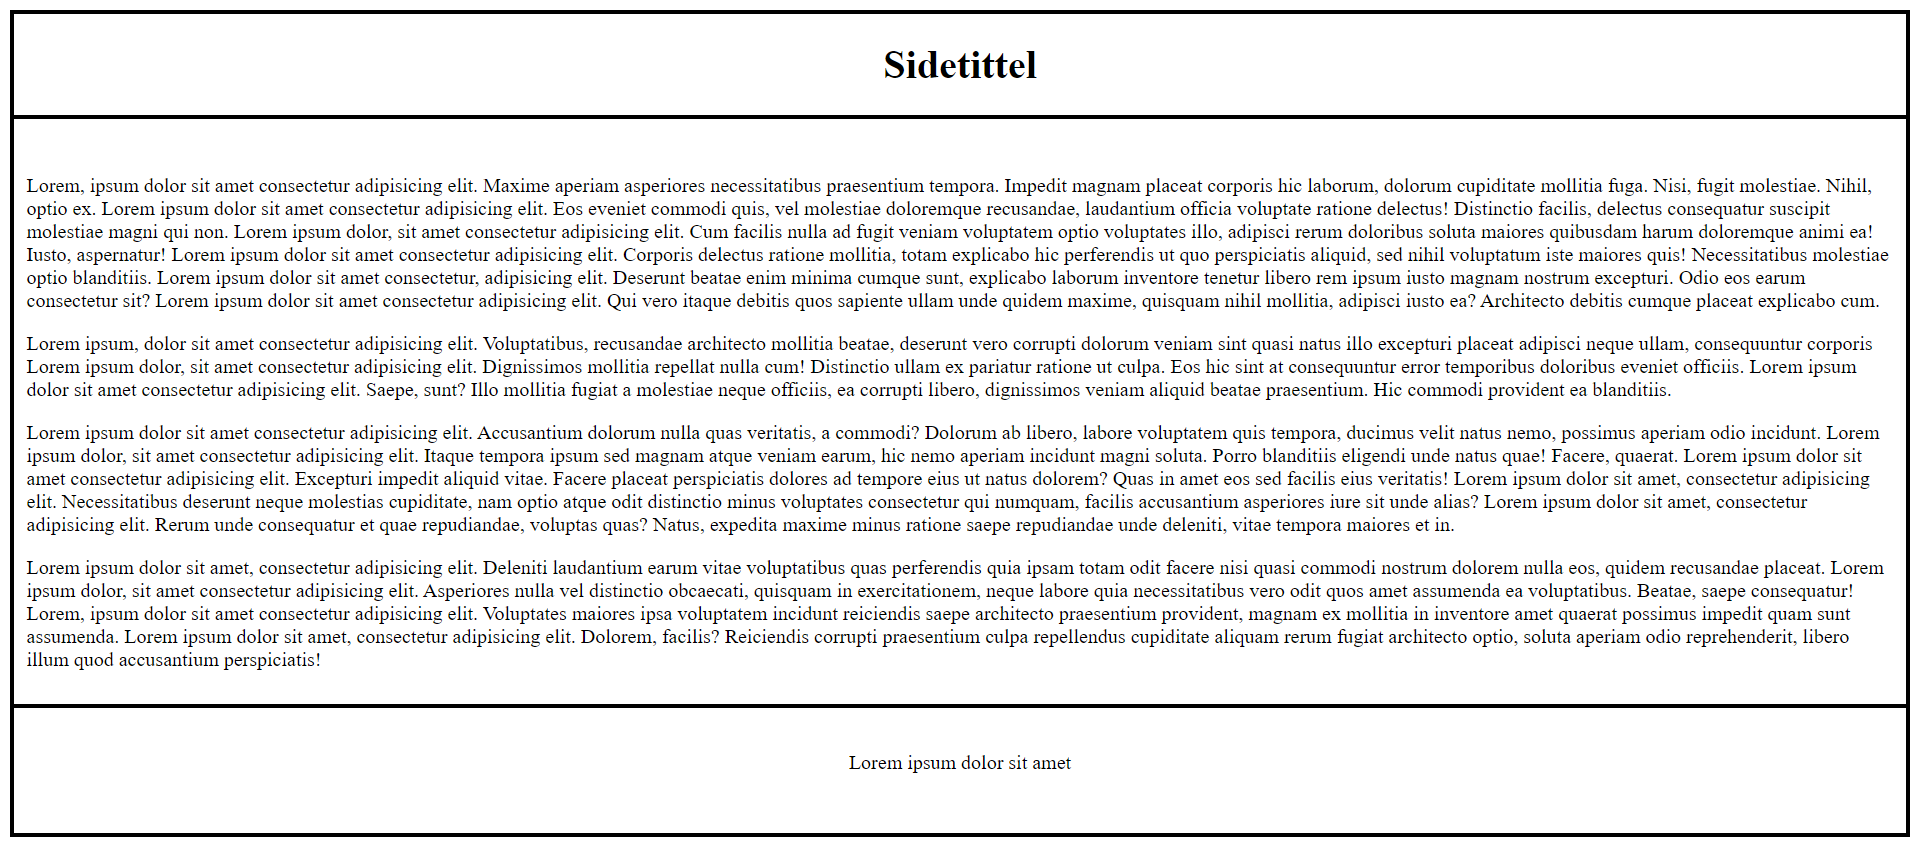 Sidetittel
Lorem, ipsum dolor sit amet consectetur adipisicing elit. Maxime aperiam asperiores necessitatibus praesentium tempora. Impedit magnam placeat corporis hic laborum, dolorum cupiditate mollitia fuga. Nisi, fugit molestiae. Nihil,
optio ex. Lorem ipsum dolor sit amet consectetur adipisicing elit. Eos eveniet commodi quis, vel molestiae doloremque recusandae, laudantium officia voluptate ratione delectus! Distinctio facilis, delectus consequatur suscipit
molestiae magni qui non. Lorem ipsum dolor, sit amet consectetur adipisicing elit. Cum facilis nulla ad fugit veniam voluptatem optio voluptates illo, adipisci rerum doloribus soluta maiores quibusdam harum doloremque animi ea!
Iusto, aspernatur! Lorem ipsum dolor sit amet consectetur adipisicing elit. Corporis delectus ratione mollitia, totam explicabo hic perferendis ut quo perspiciatis aliquid, sed nihil voluptatum iste maiores quis! Necessitatibus molestiae
optio blanditiis. Lorem ipsum dolor sit amet consectetur, adipisicing elit. Deserunt beatae enim minima cumque sunt, explicabo laborum inventore tenetur libero rem ipsum iusto magnam nostrum excepturi. Odio eos earum
consectetur sit? Lorem ipsum dolor sit amet consectetur adipisicing elit. Qui vero itaque debitis quos sapiente ullam unde quidem maxime, quisquam nihil mollitia, adipisci iusto ea? Architecto debitis cumque placeat explicabo cum.
Lorem ipsum, dolor sit amet consectetur adipisicing elit. Voluptatibus, recusandae architecto mollitia beatae, deserunt vero corrupti dolorum veniam sint quasi natus illo excepturi placeat adipisci neque ullam, consequuntur corporis
Lorem ipsum dolor, sit amet consectetur adipisicing elit. Dignissimos mollitia repellat nulla cum! Distinctio ullam ex pariatur ratione ut culpa. Eos hic sint at consequuntur error temporibus doloribus eveniet officiis. Lorem ipsum
dolor sit amet consectetur adipisicing elit. Saepe, sunt? Illo mollitia fugiat a molestiae neque officiis, ea corrupti libero, dignissimos veniam aliquid beatae praesentium. Hic commodi provident ea blanditiis.
Lorem ipsum dolor sit amet consectetur adipisicing elit. Accusantium dolorum nulla quas veritatis, a commodi? Dolorum ab libero, labore voluptatem quis tempora, ducimus velit natus nemo, possimus aperiam odio incidunt. Lorem
ipsum dolor, sit amet consectetur adipisicing elit. Itaque tempora ipsum sed magnam atque veniam earum, hic nemo aperiam incidunt magni soluta. Porro blanditiis eligendi unde natus quae! Facere, quaerat. Lorem ipsum dolor sit
amet consectetur adipisicing elit. Excepturi impedit aliquid vitae. Facere placeat perspiciatis dolores ad tempore eius ut natus dolorem? Quas in amet eos sed facilis eius veritatis! Lorem ipsum dolor sit amet, consectetur adipisicing
elit. Necessitatibus deserunt neque molestias cupiditate, nam optio atque odit distinctio minus voluptates consectetur qui numquam, facilis accusantium asperiores iure sit unde alias? Lorem ipsum dolor sit amet, consectetur
adipisicing elit. Rerum unde consequatur et quae repudiandae, voluptas quas? Natus, expedita maxime minus ratione saepe repudiandae unde deleniti, vitae tempora maiores et in.
Lorem ipsum dolor sit amet, consectetur adipisicing elit. Deleniti laudantium earum vitae voluptatibus quas perferendis quia ipsam totam odit facere nisi quasi commodi nostrum dolorem nulla eos, quidem recusandae placeat. Lorem
ipsum dolor, sit amet consectetur adipisicing elit. Asperiores nulla vel distinctio obcaecati, quisquam in exercitationem, neque labore quia necessitatibus vero odit quos amet assumenda ea voluptatibus. Beatae, saepe consequatur!
Lorem, ipsum dolor sit amet consectetur adipisicing elit. Voluptates maiores ipsa voluptatem incidunt reiciendis saepe architecto praesentium provident, magnam ex mollitia in inventore amet quaerat possimus impedit quam sunt
assumenda. Lorem ipsum dolor sit amet, consectetur adipisicing elit. Dolorem, facilis? Reiciendis corrupti praesentium culpa repellendus cupiditate aliquam rerum fugiat architecto optio, soluta aperiam odio reprehenderit, libero
illum quod accusantium perspiciatis!
Lorem ipsum dolor sit amet